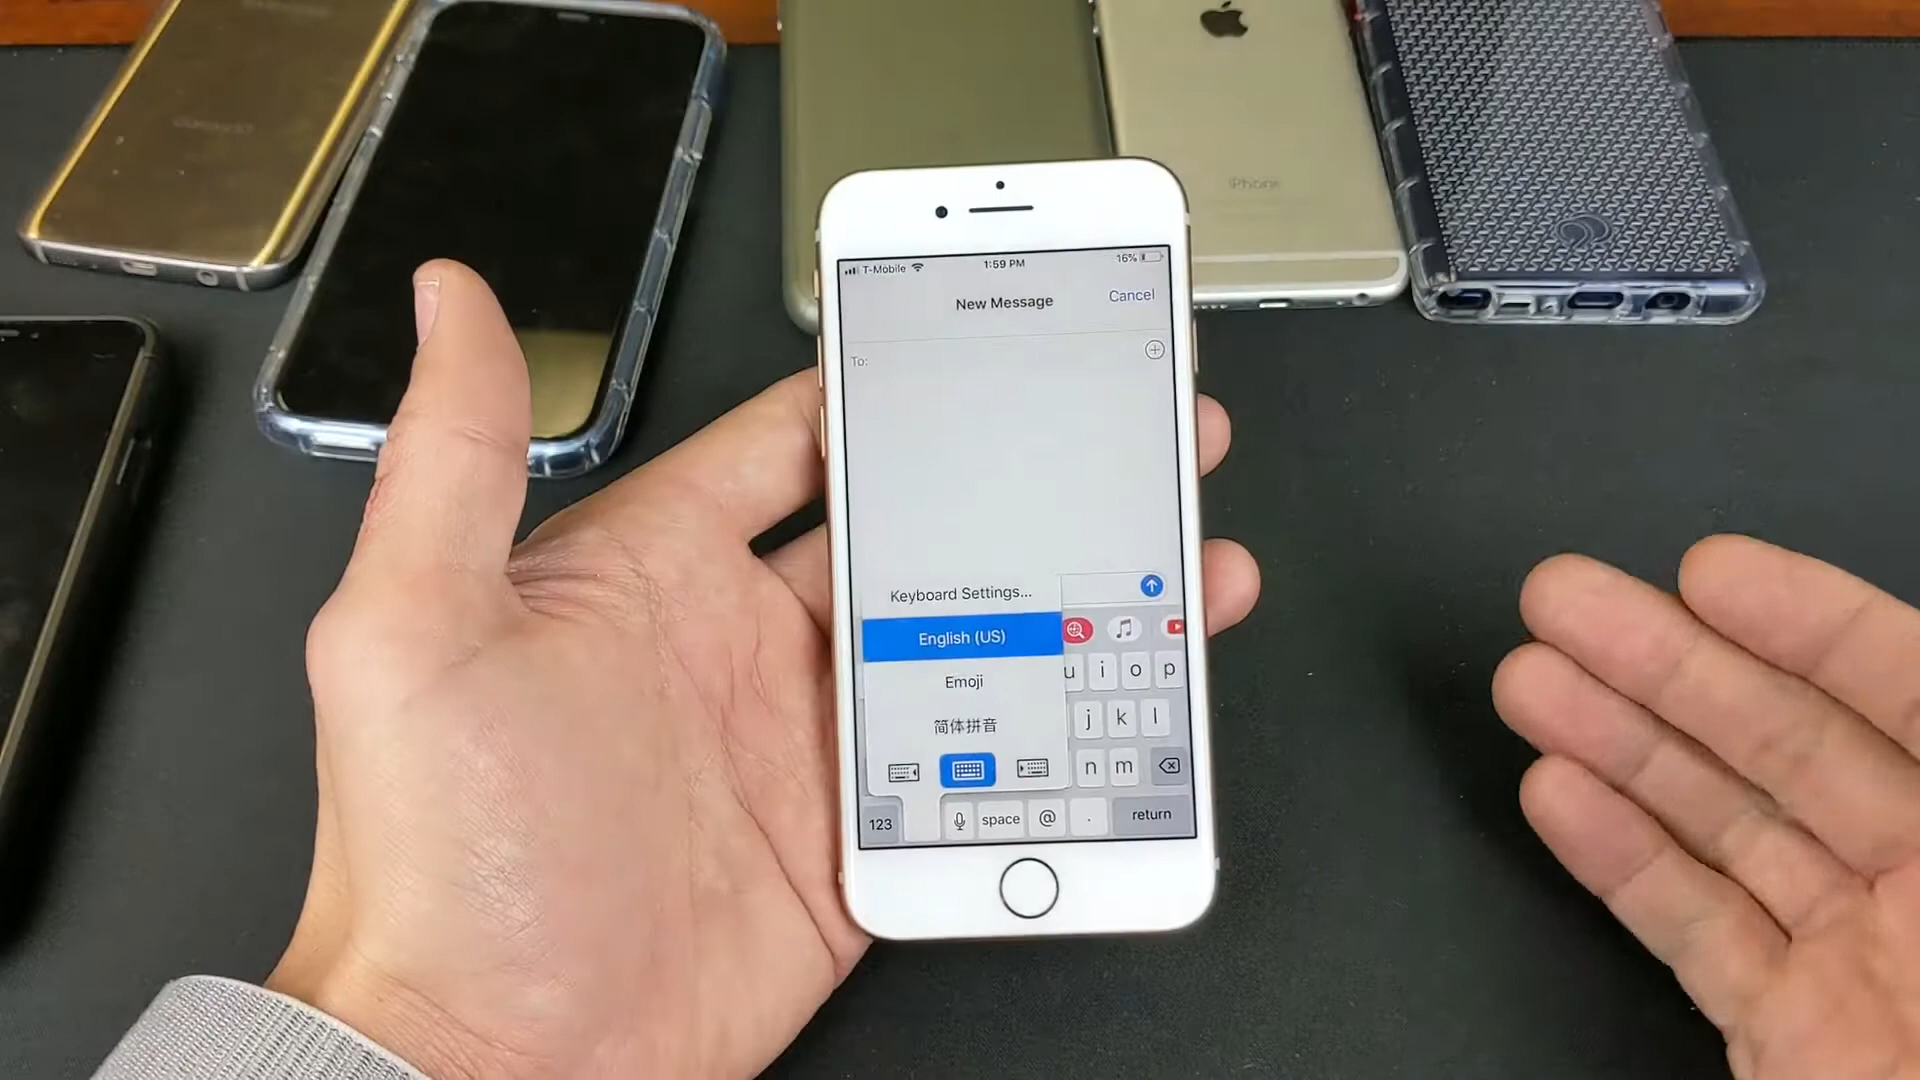 iPhone
T-Mobile
1:59 PM
16%
New Message
Cancel
To:
Keyboard Settings...
English (US)
Emoji
简体拼音
u i o p
j k l
n m
123
space
@
.
return